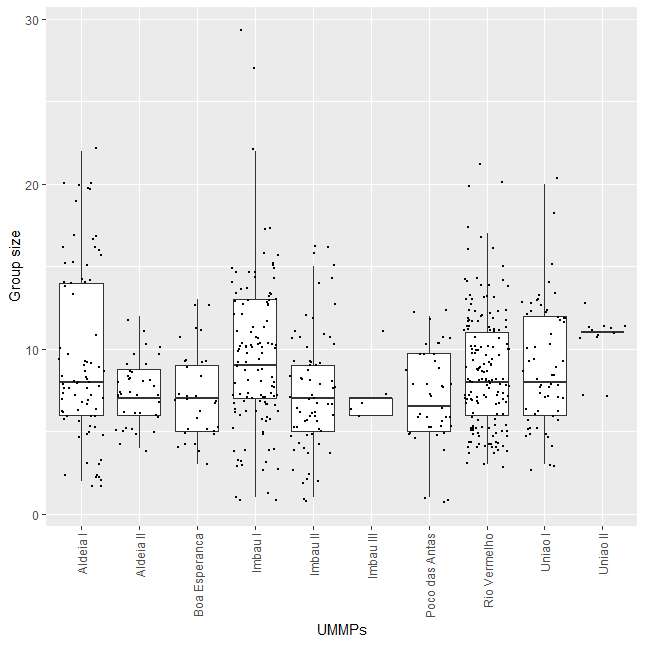 30
20
10
0
Group size
Aldeia I
Aldeia II
Boa Esperanca
Imbau I
Imbau II
Imbau III
Poco das Antas
Rio Vermelho
Uniao I
Uniao II
UMMPs